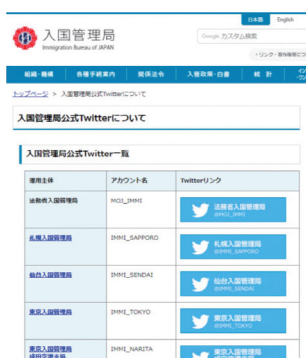 日本語 English
入国管理局
Immigration Bureau of JAPAN
Google カスタム検索
・リンク・著作権等につ
組織・機構 各種手続案内 関係法令 入管政策・白書 統 計
トップページ > 入国管理局公式Twitterについて
入国管理局公式Twitterについて
入国管理局公式Twitter一覧
運用主体 アカウント名 Twitterリンク
法務省入国管理局 MOJ_IMMI 法務省入国管理局
@MOJ_IMMI
札幌入国管理局 IMMI_SAPPORO 札幌入国管理局
@IMMI_SAPPORO
仙台入国管理局 IMMI_SENDAI 仙台入国管理局
@IMMI_SENDAI
東京入国管理局 IMMI_TOKYO 東京入国管理局
@IMMI_TOKYO
東京入国管理局 IMMI_NARITA 東京入国管理局
成田空港支局